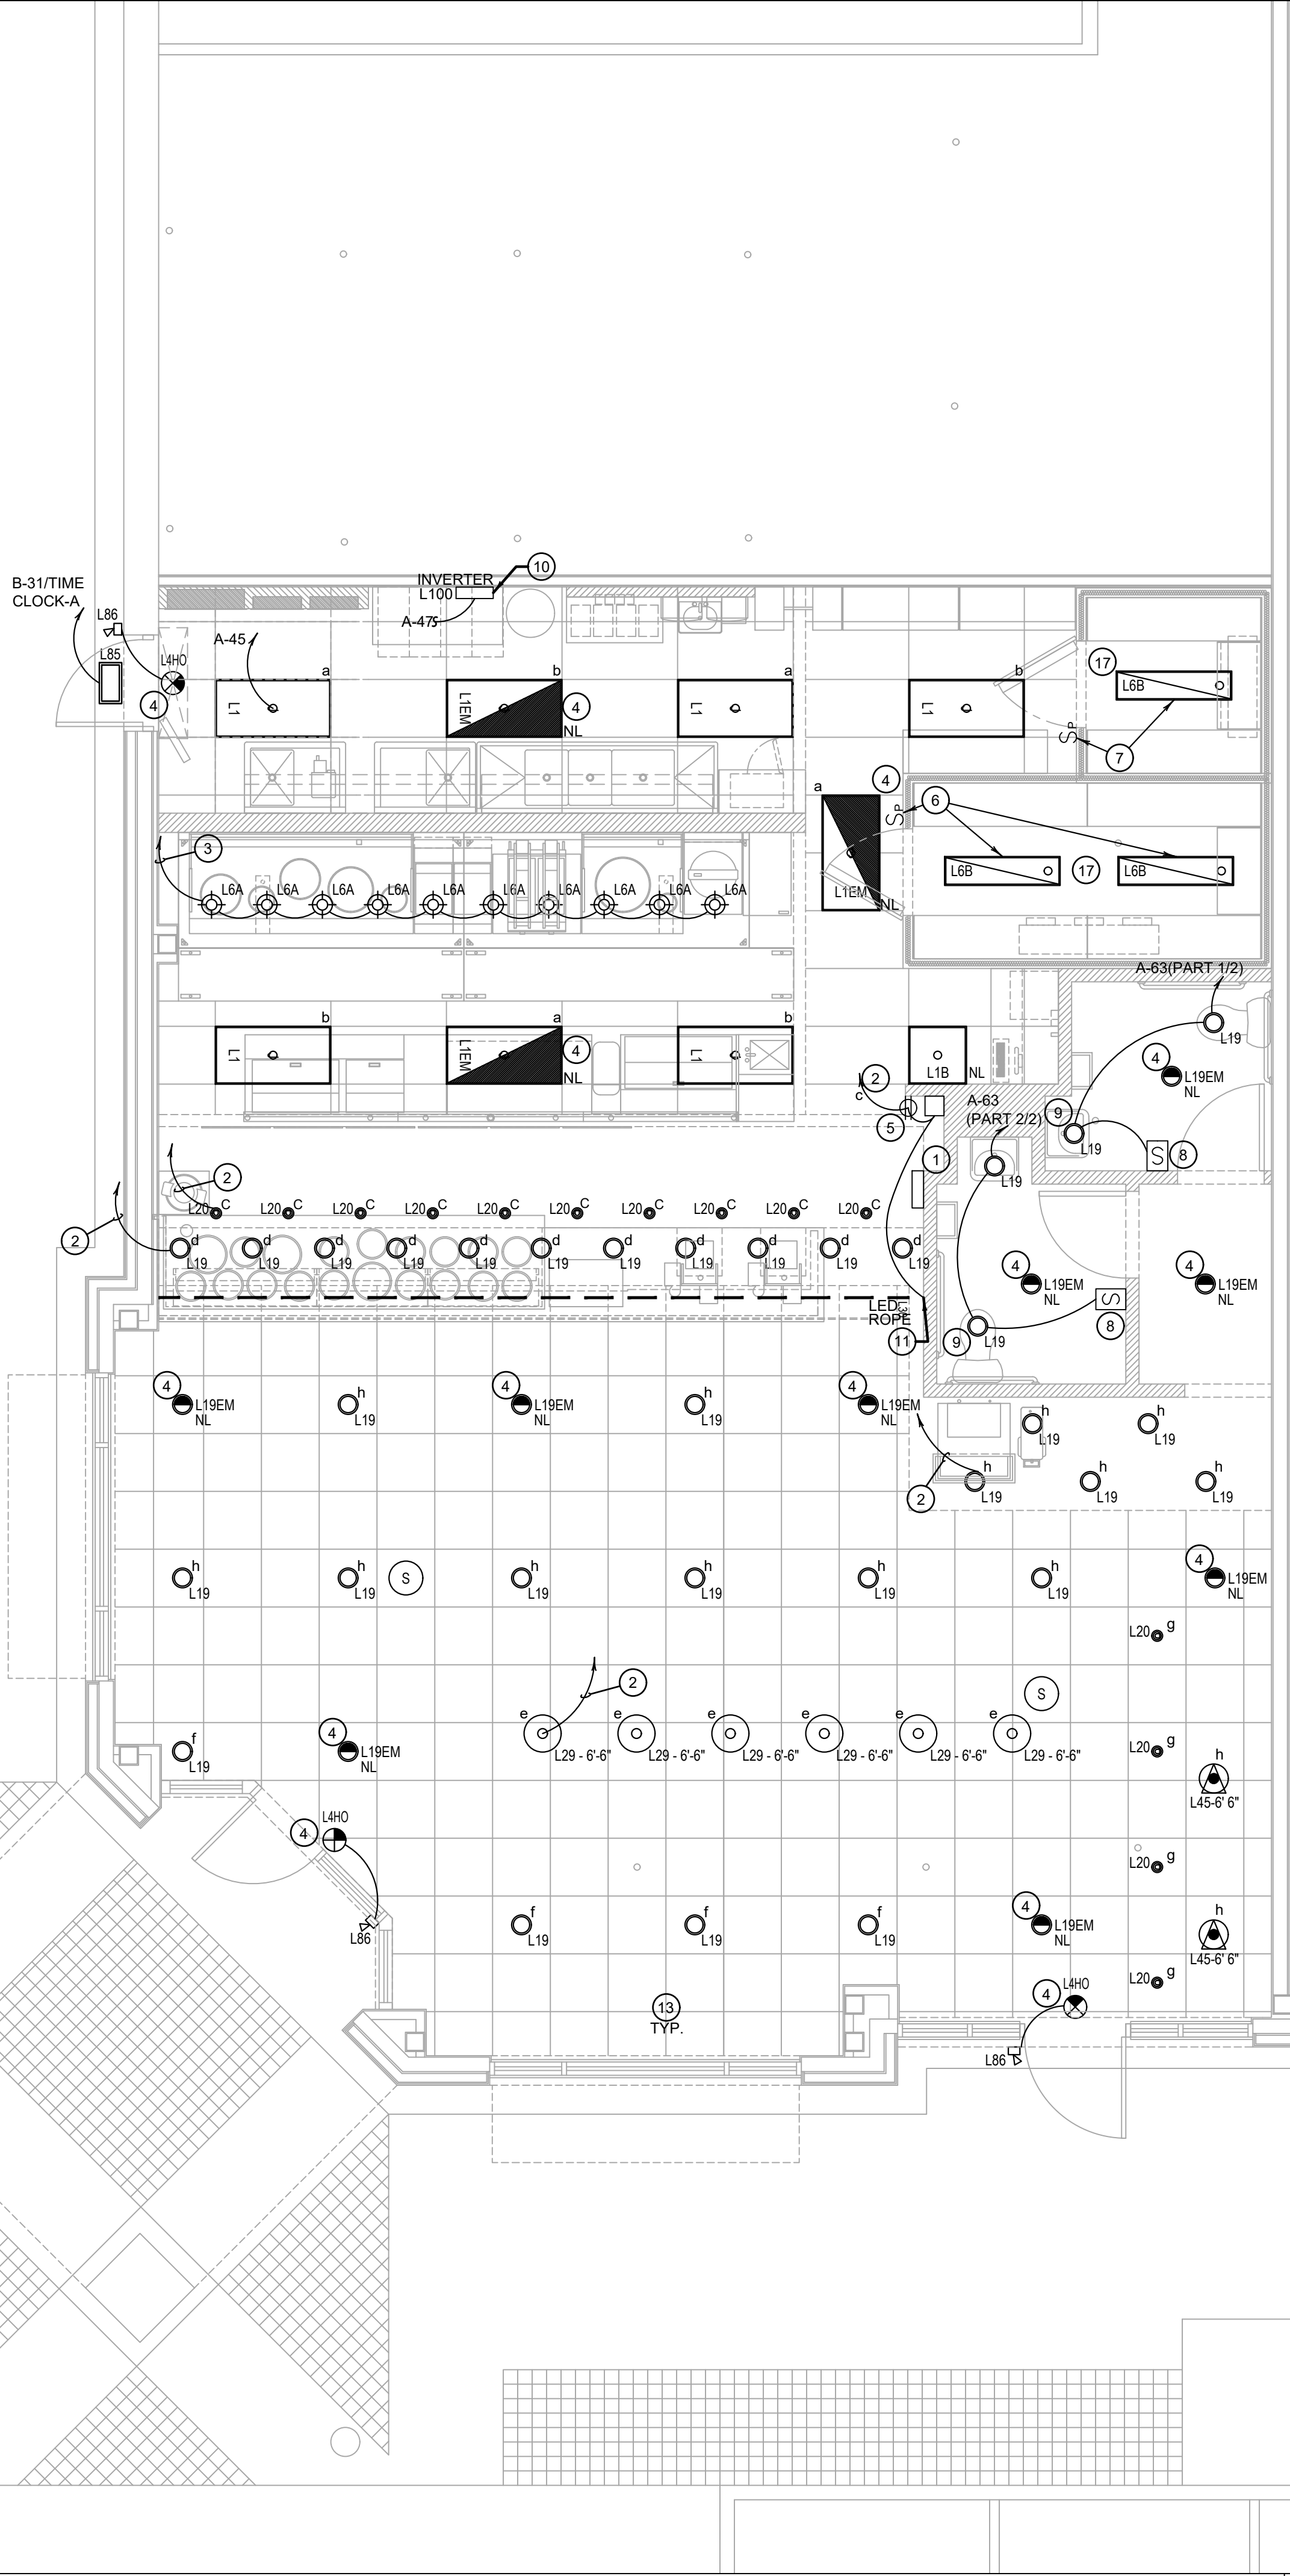 10
INVERTER
L100
B-31/TIME
CLOCK-A
A-47
L86
A-45
L85
L4HO
4
a
b
a
b
17
L6B
L1
L1EM
4
NL
L1
L1
S P
7
a
4
6
S P
3
L6B
17
L6B
L6A
L6A
L6A
L6A
L6A
L6A
L6A
L6A
L6A
L6A
L1EM
NL
A-63(PART 1/2)
b
a
b
L19
L1
L1EM
4
NL
L1
L1B
NL
4
L19EM
NL
2
c
5
A-63
(PART 2/2)
9
L19
S
8
1
L19
2
L20
C
L20
C
L20
C
L20
C
L20
C
L20
C
L20
C
L20
C
L20
C
L20
C
2
d
L19
d
L19
d
L19
d
L19
d
L19
d
L19
d
L19
d
L19
d
L19
d
L19
d
L19
4
L19EM
NL
4
L19EM
NL
LED
ROPE
11
9
L19
S
8
4
L19EM
NL
h
L19
4
L19EM
NL
h
L19
4
L19EM
NL
h
L19
h
L19
2
h
L19
h
L19
h
L19
h
L19
h
L19
S
h
L19
h
L19
h
L19
h
L19
4
L19EM
NL
L20
g
2
S
e
L29 - 6'-6"
e
L29 - 6'-6"
e
L29 - 6'-6"
e
L29 - 6'-6"
e
L29 - 6'-6"
e
L29 - 6'-6"
f
L19
4
L19EM
NL
L20
g
h
L45-6' 6"
4
L4HO
L86
L20
g
f
L19
f
L19
f
L19
4
L19EM
NL
h
L45-6' 6"
L20
g
4
L4HO
13
TYP.
L86